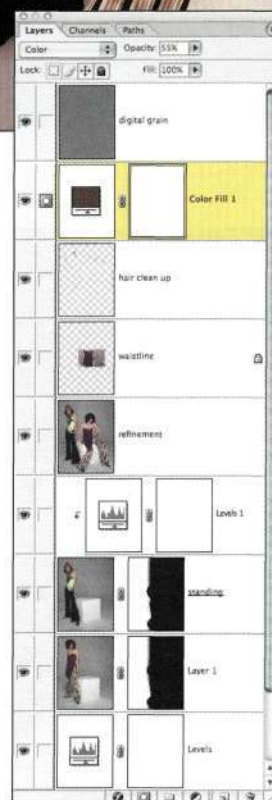 Layers Channels Paths
Color Opacity: 55%
Lock: Fill: 100%
digital grain
Color Fill 1
hair clean up
waistline
refinement
Levels 1
standing
Layer 1
Levels